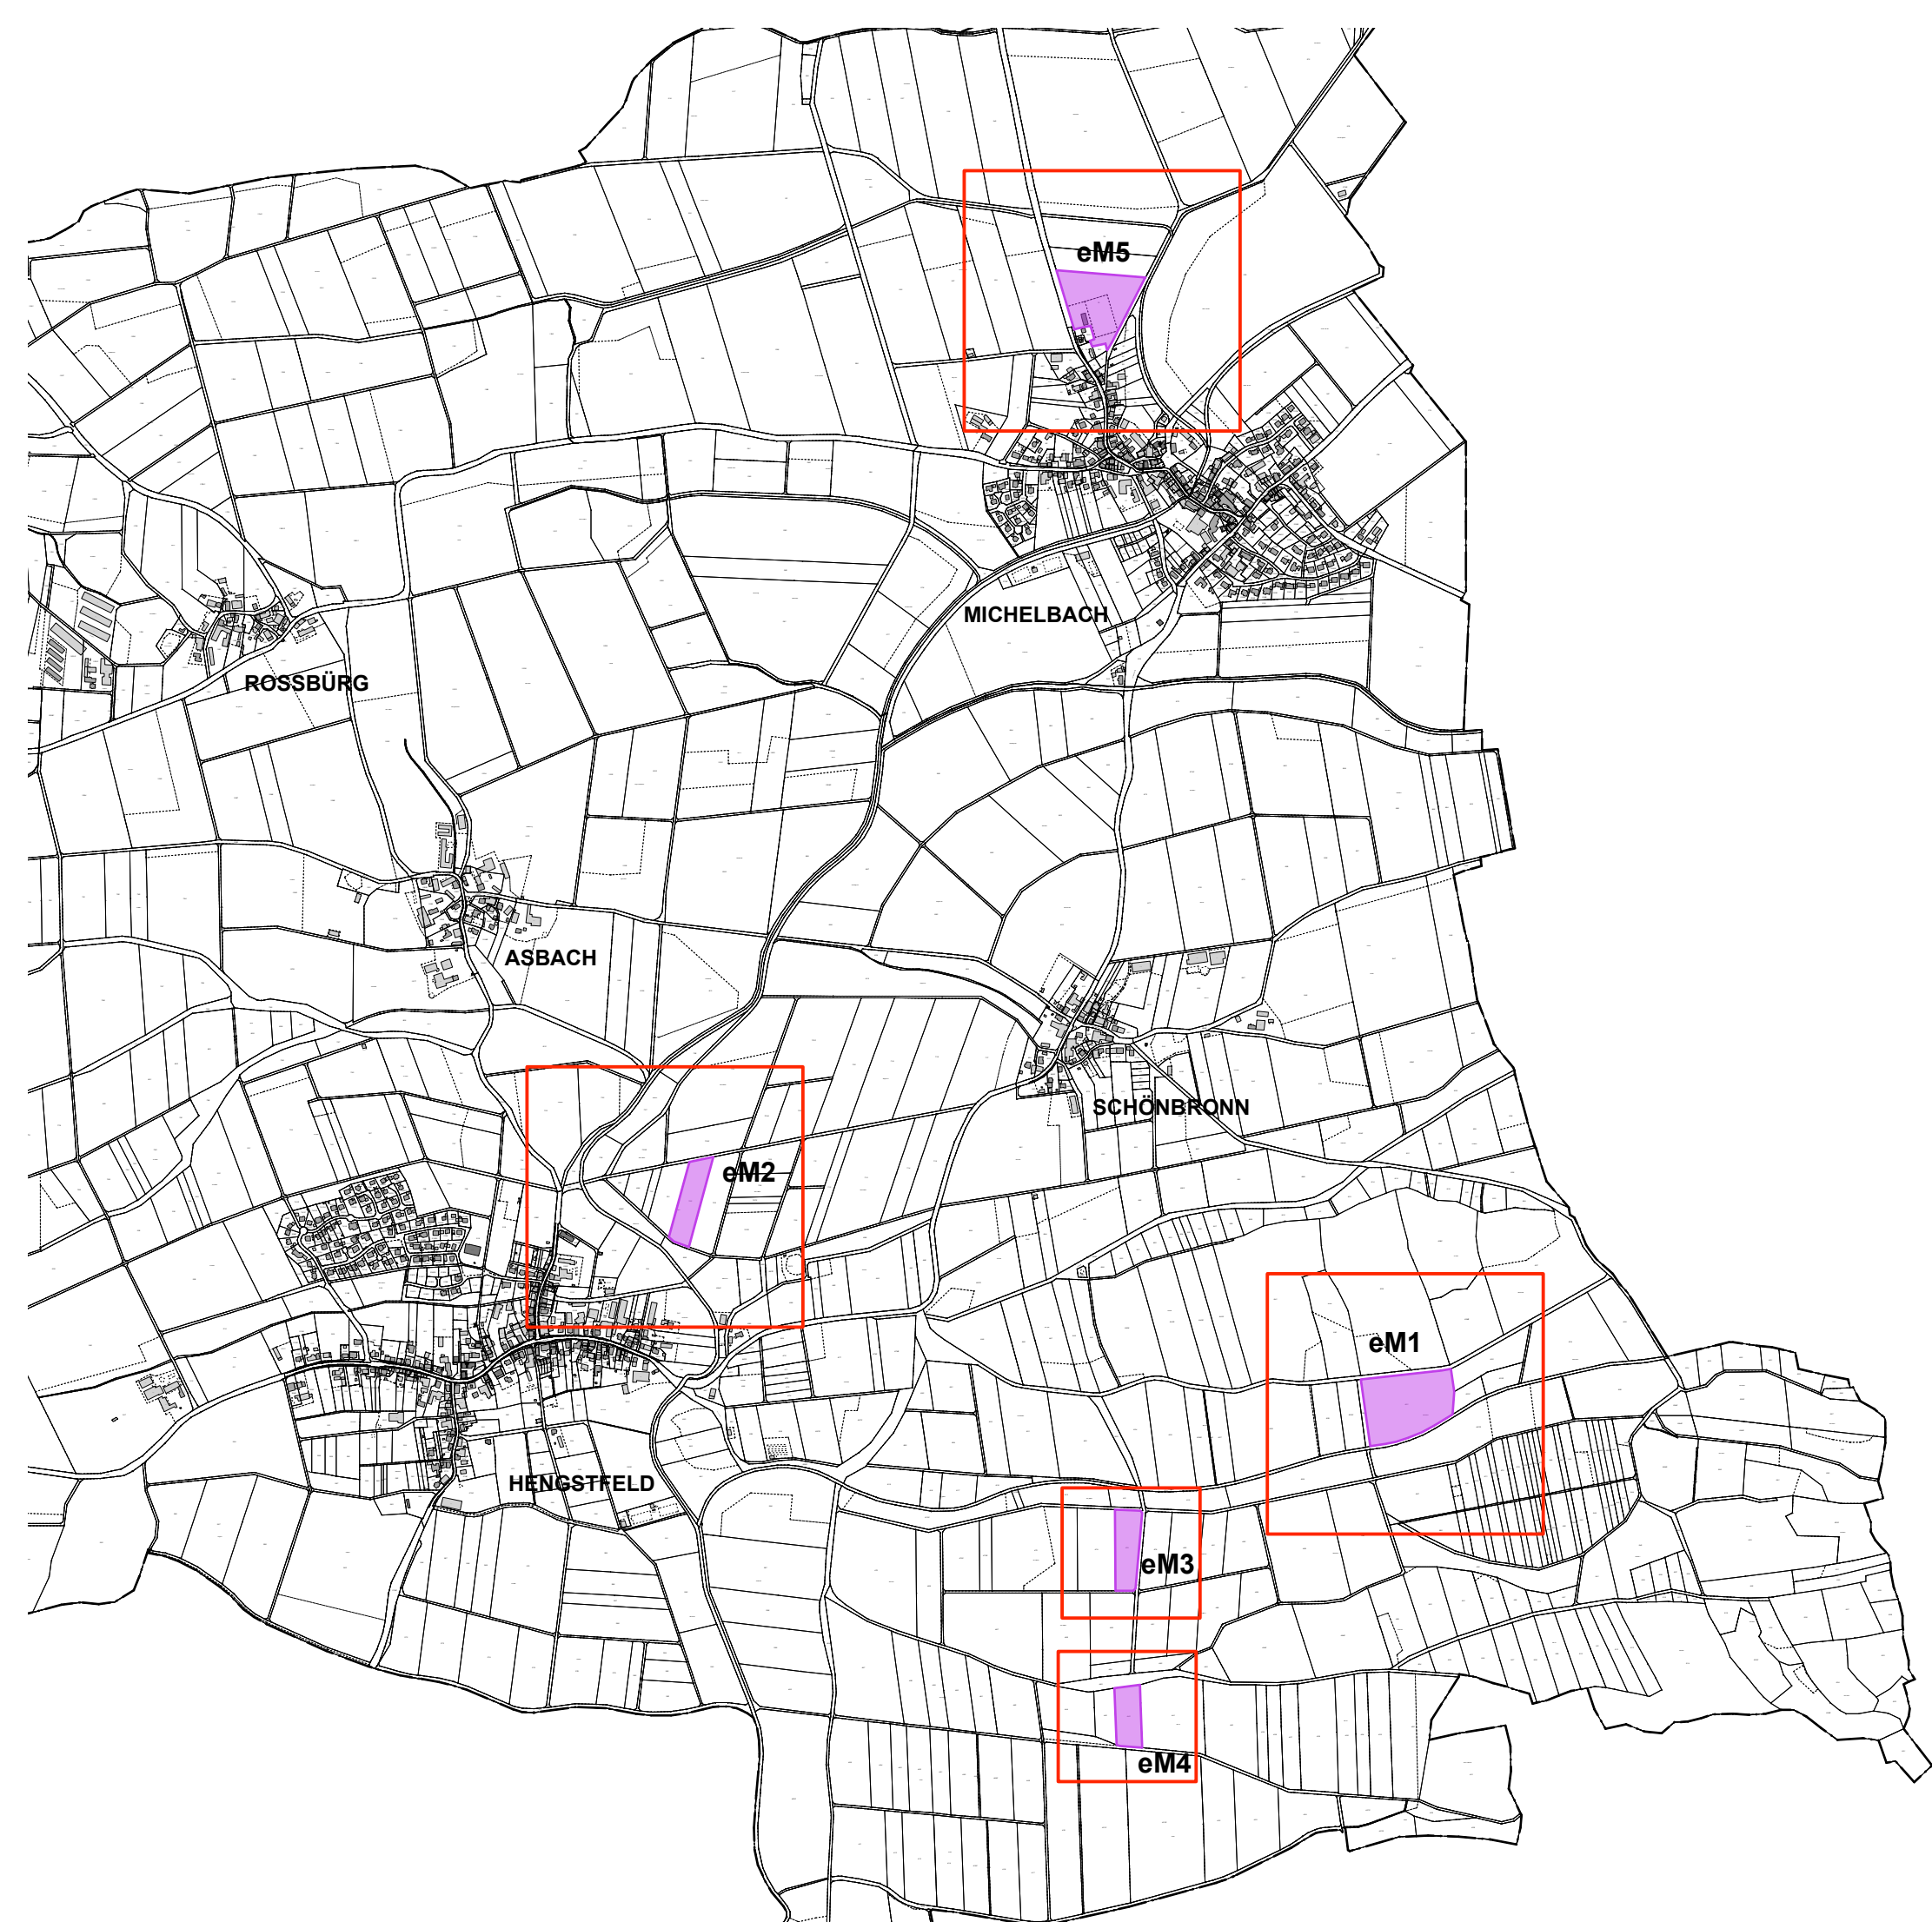 eM5
MICHELBACH
ROSSBÜRG
ASBACH
SCHÖNBRONN
eM2
eM1
HENGSTFELD
eM3
eM4